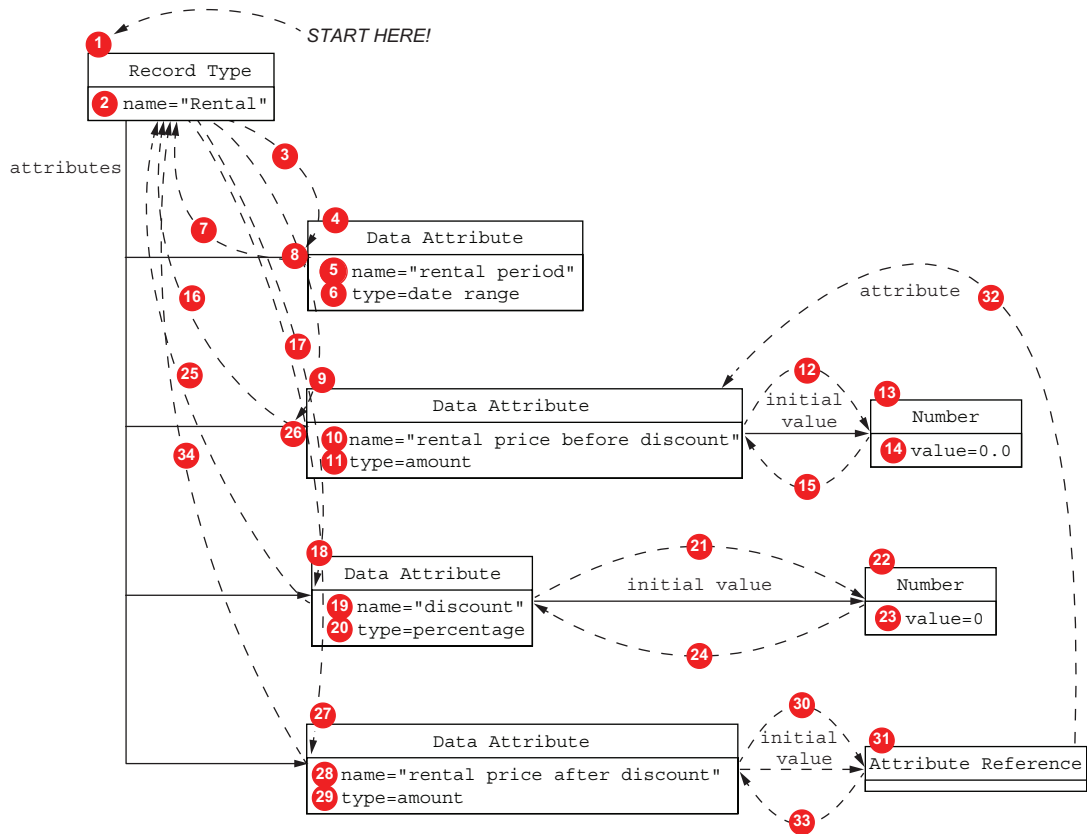 1
START HERE!
Record Type
2 name="Rental"
attributes
3
4
Data Attribute
7
8
5 name="rental period"
6 type=date range
16
attribute
32
17
25
9
12
Data Attribute
initial
value
13
Number
26
10 name="rental price before discount"
11 type=amount
14 value=0.0
34
15
18
21
22
Data Attribute
initial value
Number
19 name="discount"
20 type=percentage
23 value=0
24
27
30
Data Attribute
initial
value
31
Attribute Reference
28 name="rental price after discount"
29 type=amount
33